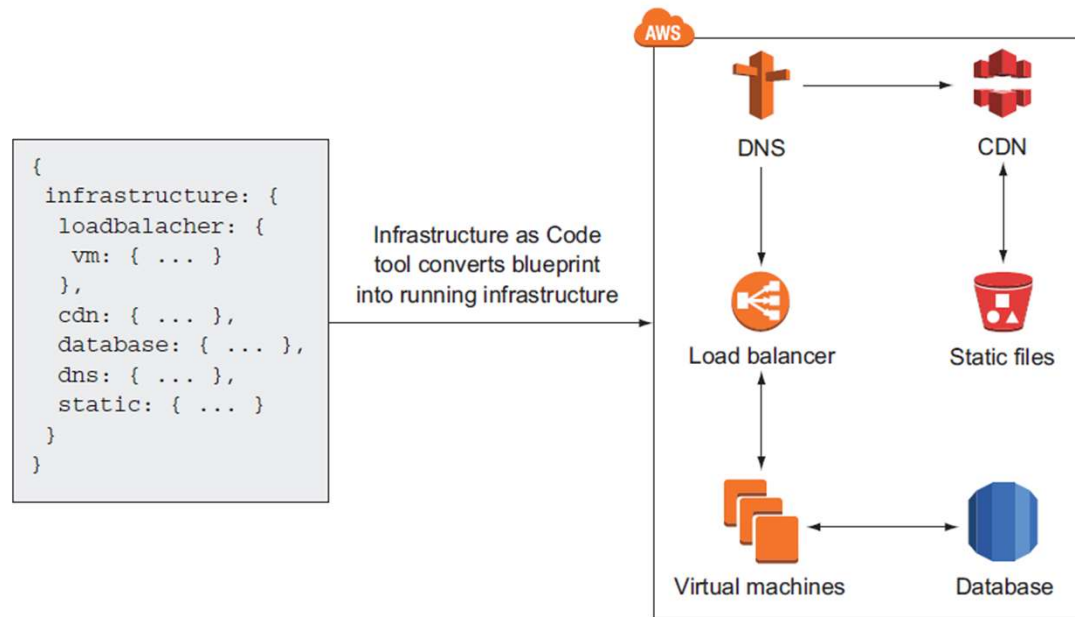 {
infrastructure: {
loadbalacher: {
vm: { ... }
},
cdn: { ... },
database: { ... },
dns: { ... },
static: { ... }
}
}
Infrastructure as Code
tool converts blueprint
into running infrastructure
AWS
DNS
CDN
Load balancer
Static files
Virtual machines
Database